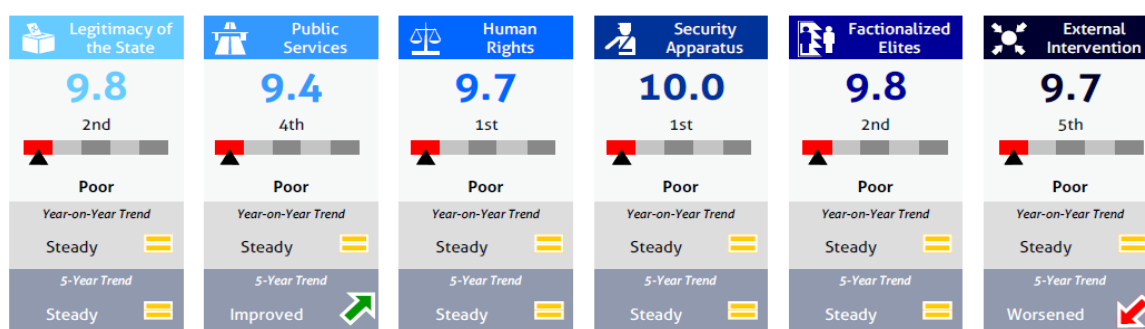 Legitimacy of
the State
9.8
2nd
Poor
Year-on-Year Trend
Steady
5-Year Trend
Steady
Public
Services
9.4
4th
Poor
Year-on-Year Trend
Steady
5-Year Trend
Improved
Human
Rights
9.7
1st
Poor
Year-on-Year Trend
Steady
5-Year Trend
Steady
Security
Apparatus
10.0
1st
Poor
Year-on-Year Trend
Steady
5-Year Trend
Steady
Factionalized
Elites
9.8
2nd
Poor
Year-on-Year Trend
Steady
5-Year Trend
Steady
External
Intervention
9.7
5th
Poor
Year-on-Year Trend
Steady
5-Year Trend
Worsened